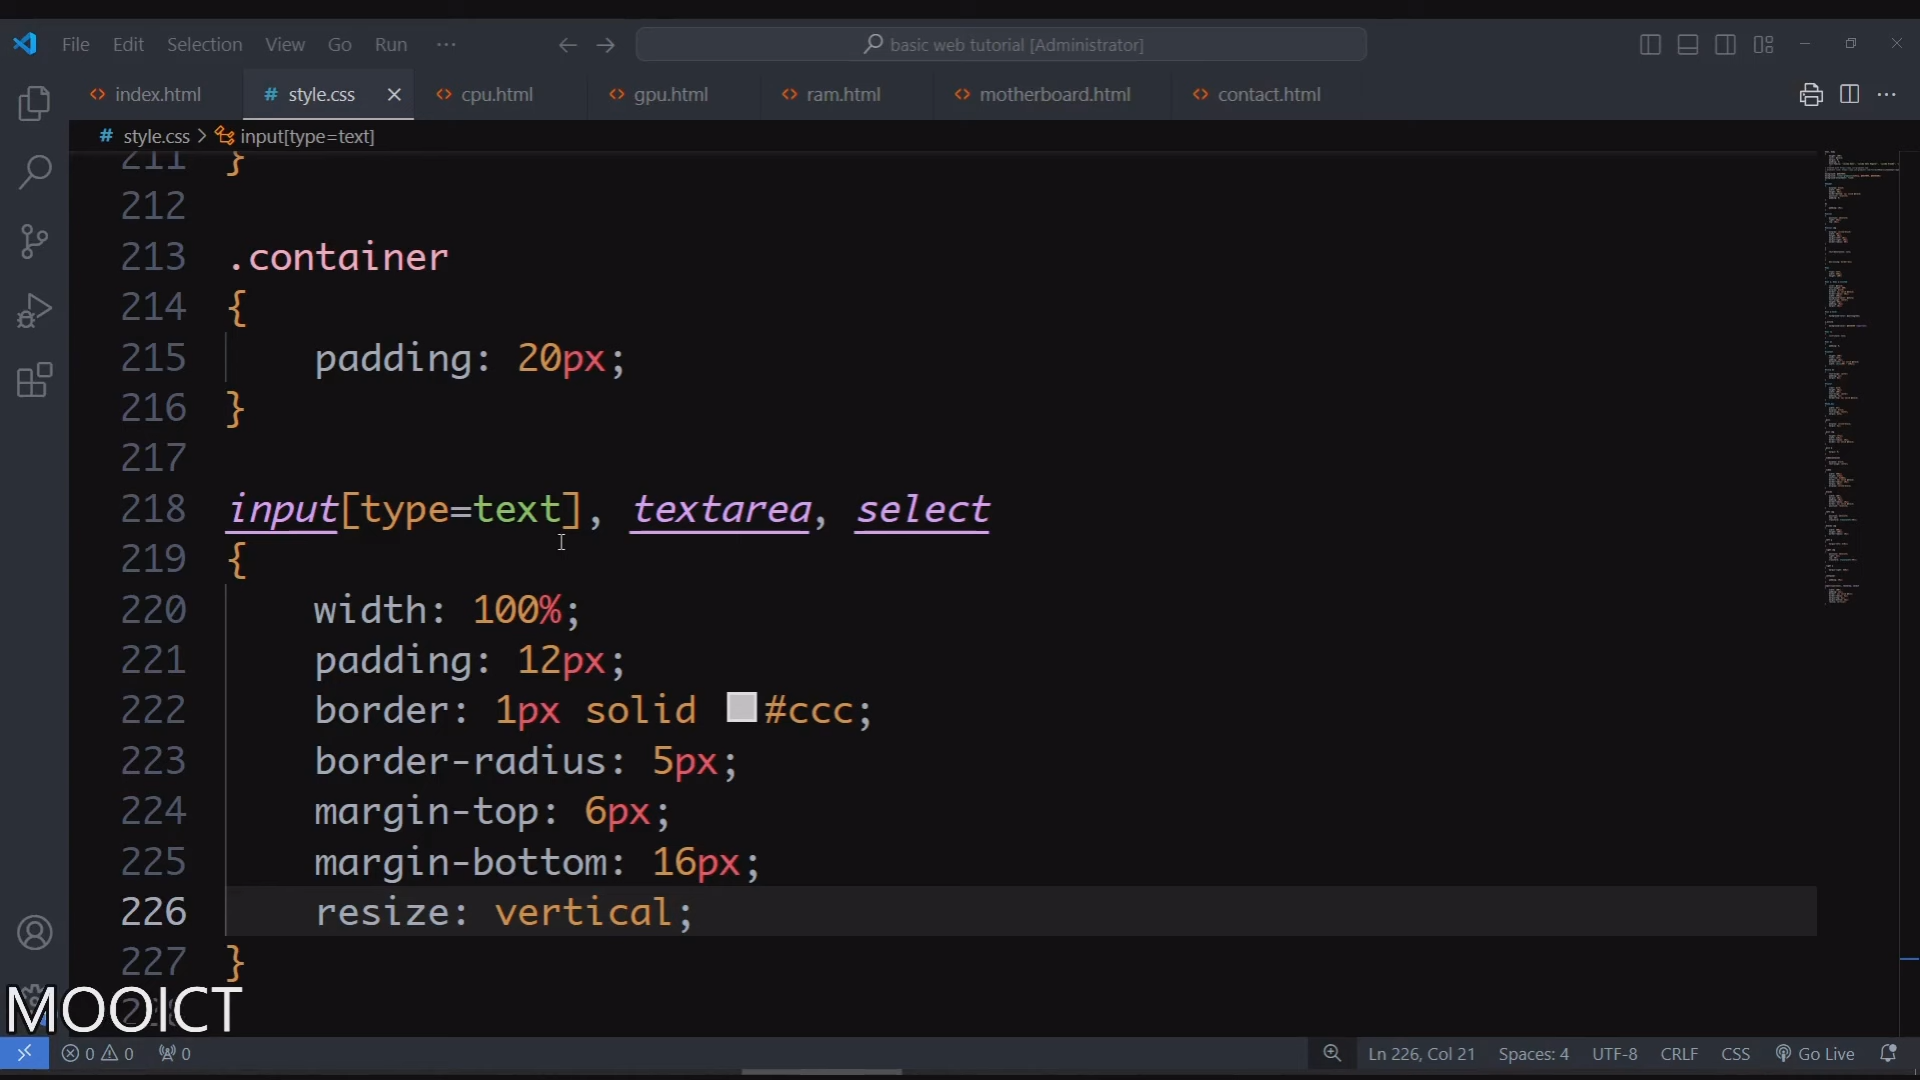 File Edit Selection View Go Run ···
basic web tutorial [Administrator]
index.html # style.css cpu.html gpu.html ram.html motherboard.html contact.html
# style.css > input[type=text]
211 }
212
213 .container
214 {
215 padding: 20px;
216 }
217
218 input[type=text], textarea, select
219 {
220 width: 100%;
221 padding: 12px;
222 border: 1px solid #ccc;
223 border-radius: 5px;
224 margin-top: 6px;
225 margin-bottom: 16px;
226 resize: vertical;
227 }
MOOICT
0 0 0 Ln 226, Col 21 Spaces: 4 UTF-8 CRLF CSS Go Live